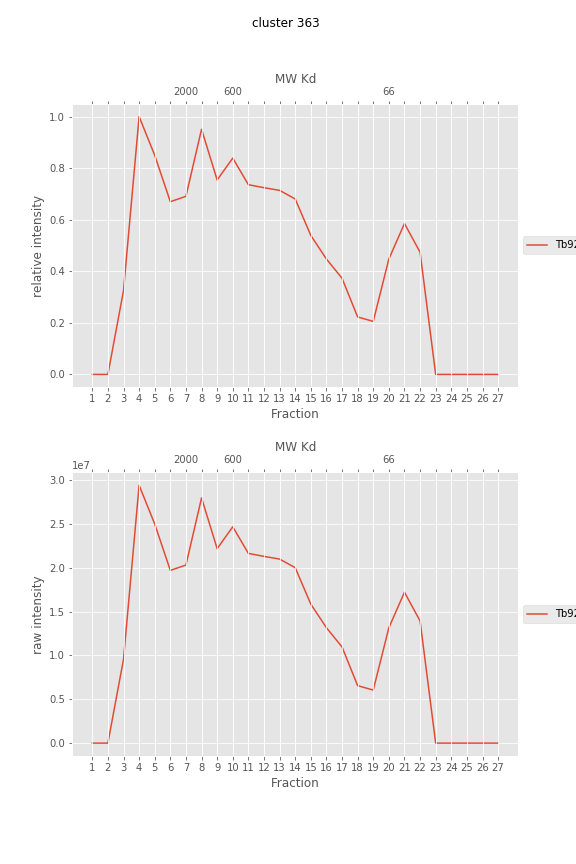 cluster 363
MW Kd
2000 600 66
1.0
0.8
0.6
0.4
0.2
0.0
relative intensity
Tb92
1 2 3 4 5 6 7 8 9 10 11 12 13 14 15 16 17 18 19 20 21 22 23 24 25 26 27
Fraction
MW Kd
2000 600 66
1e7
3.0
2.5
2.0
1.5
1.0
0.5
0.0
raw intensity
Tb92
1 2 3 4 5 6 7 8 9 10 11 12 13 14 15 16 17 18 19 20 21 22 23 24 25 26 27
Fraction